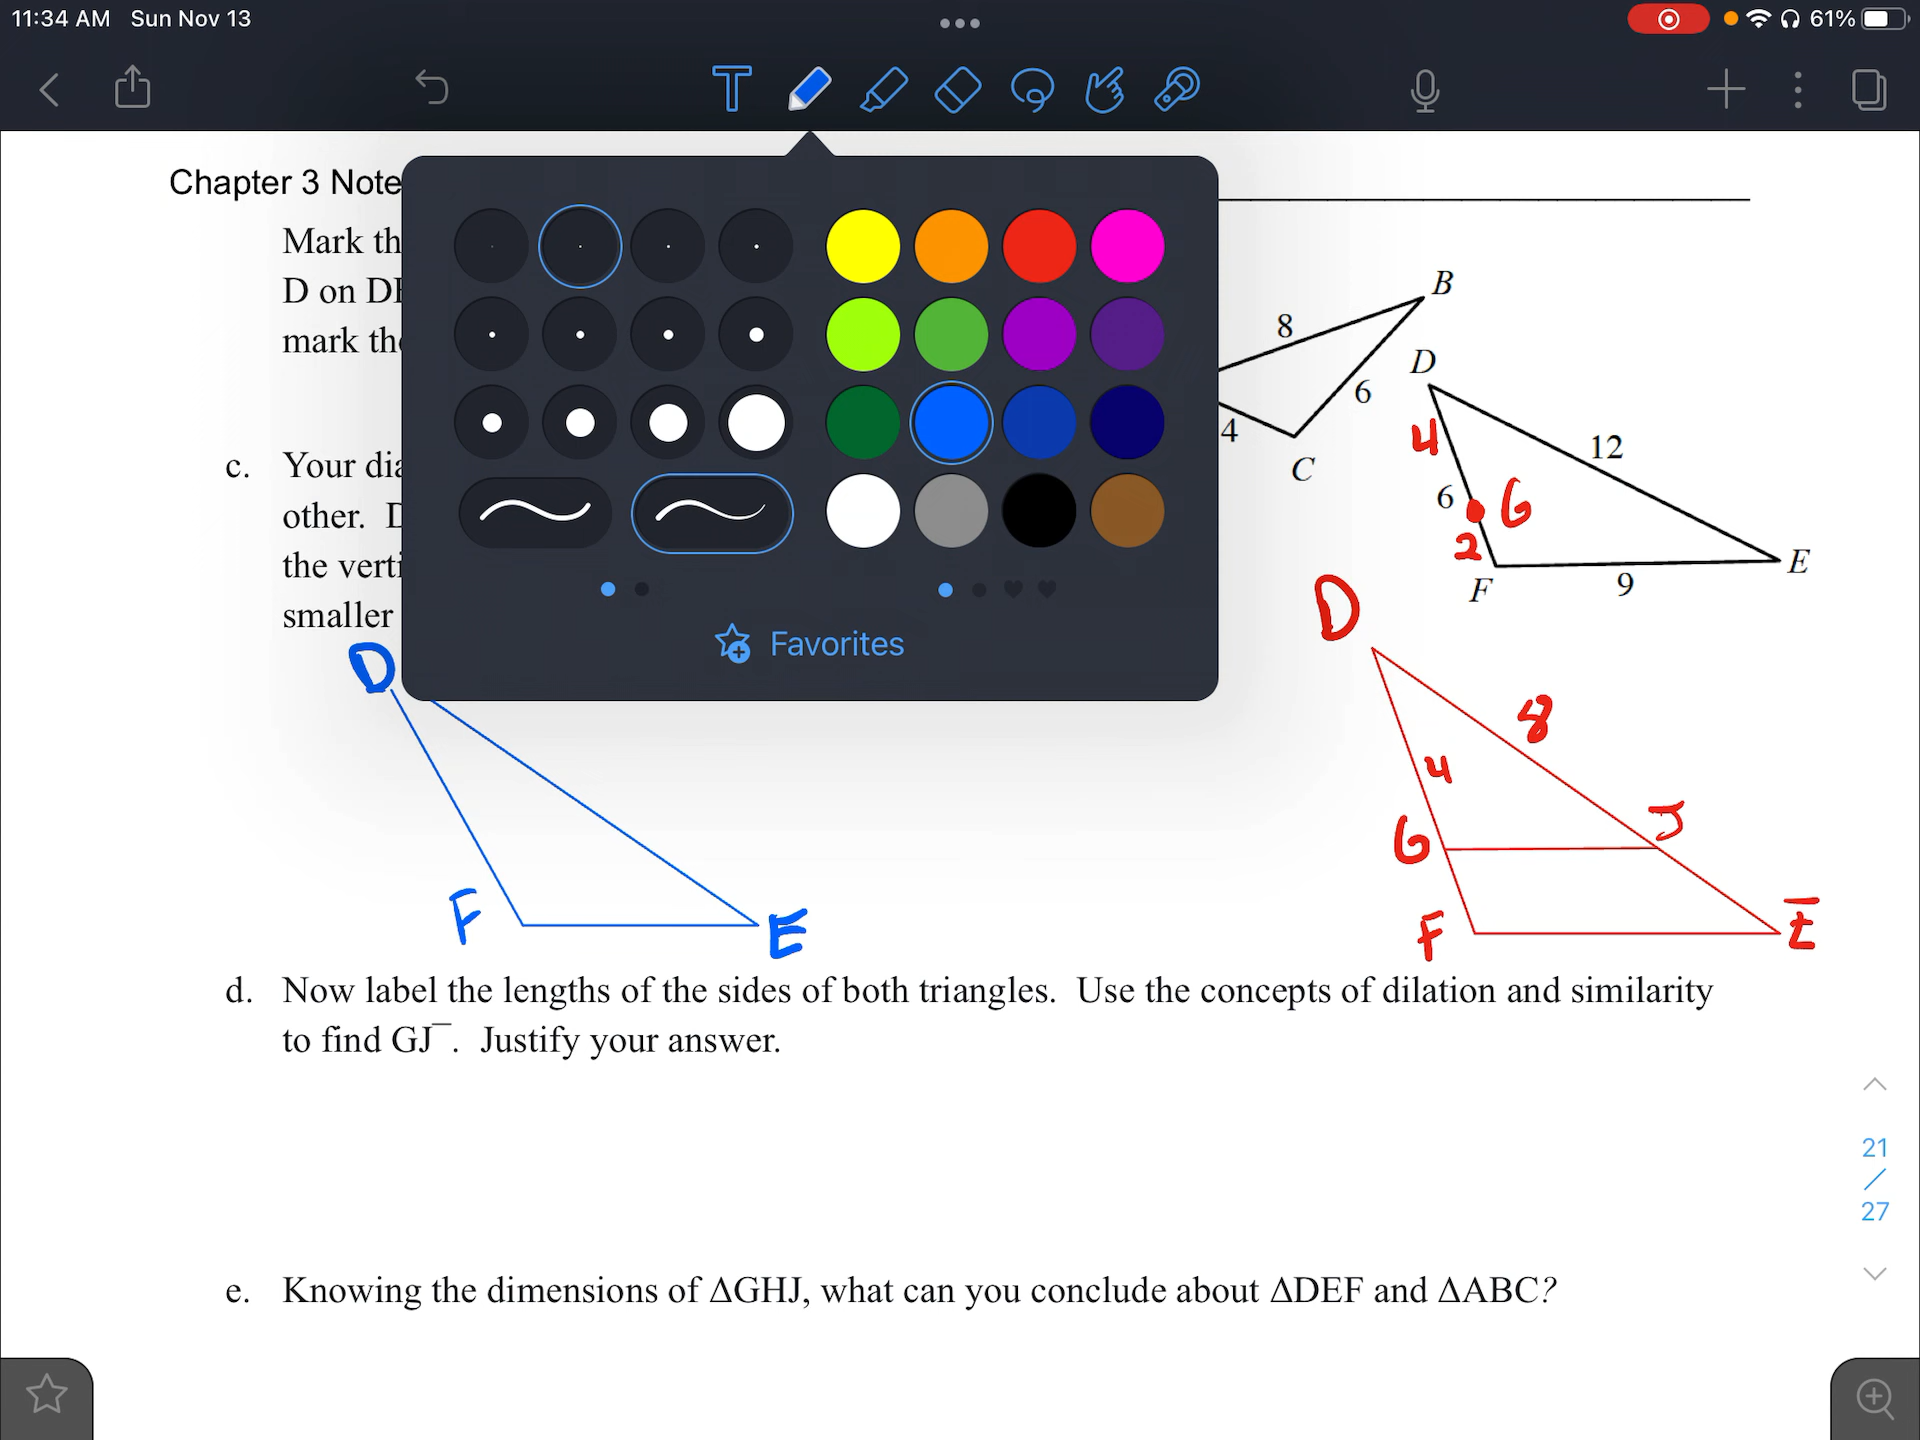 11:34 AM Sun Nov 13
61%
T
Chapter 3 Note
Mark th
D on DE
mark the
B
8
6
4
C
D
4
12
6
G
2
F
9
E
c. Your dia
other. D
the verti
smaller
Favorites
D
F
E
D
8
4
G
J
F
E
d. Now label the lengths of the sides of both triangles. Use the concepts of dilation and similarity
to find GJ‾. Justify your answer.
21
/
27
e. Knowing the dimensions of ΔGHJ, what can you conclude about ΔDEF and ΔABC?